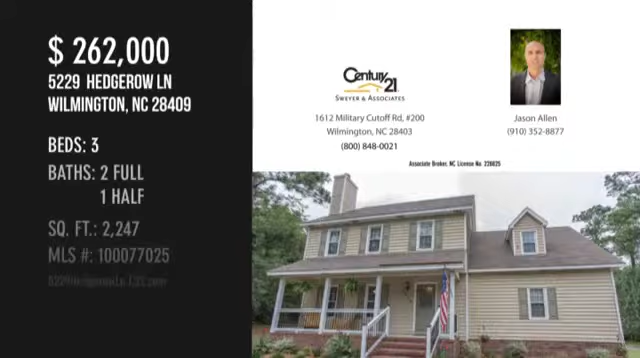 $ 262,000
5229 HEDGEROW LN
WILMINGTON, NC 28409
BEDS: 3
BATHS: 2 FULL
1 HALF
SQ. FT.: 2,247
MLS #: 100077025
Century 21
SWEYER & ASSOCIATES
1612 Military Cutoff Rd, #200
Wilmington, NC 28403
(800) 848-0021
Jason Allen
(910) 352-8877
Associate Broker, NC License No. 228825